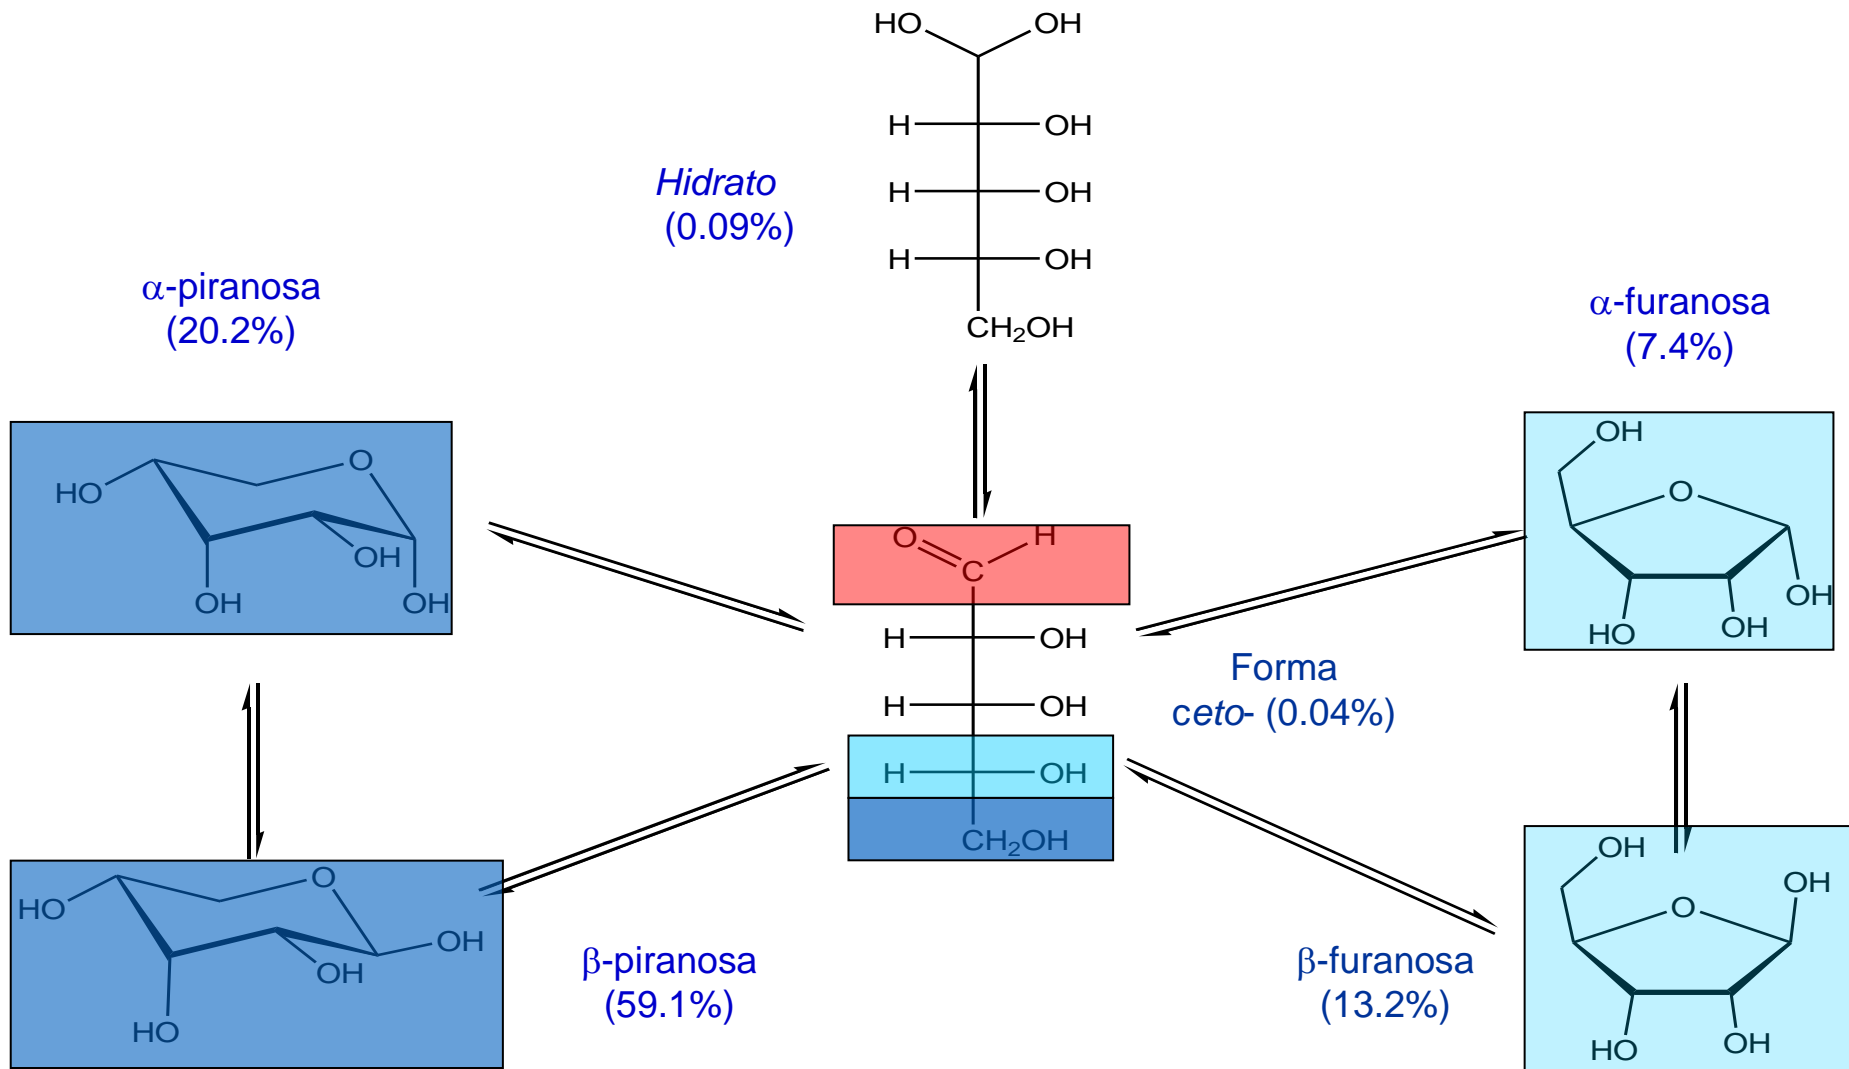 HO OH
H OH
H OH
H OH
CH₂OH
Hidrato
(0.09%)
α-piranosa
(20.2%)
O
HO
OH
OH OH
α-furanosa
(7.4%)
OH
O
OH
HO OH
O H
C
H OH
H OH
H OH
CH₂OH
Forma
ceto- (0.04%)
O
HO
OH
OH
HO
β-piranosa
(59.1%)
β-furanosa
(13.2%)
OH
OH
O
HO OH